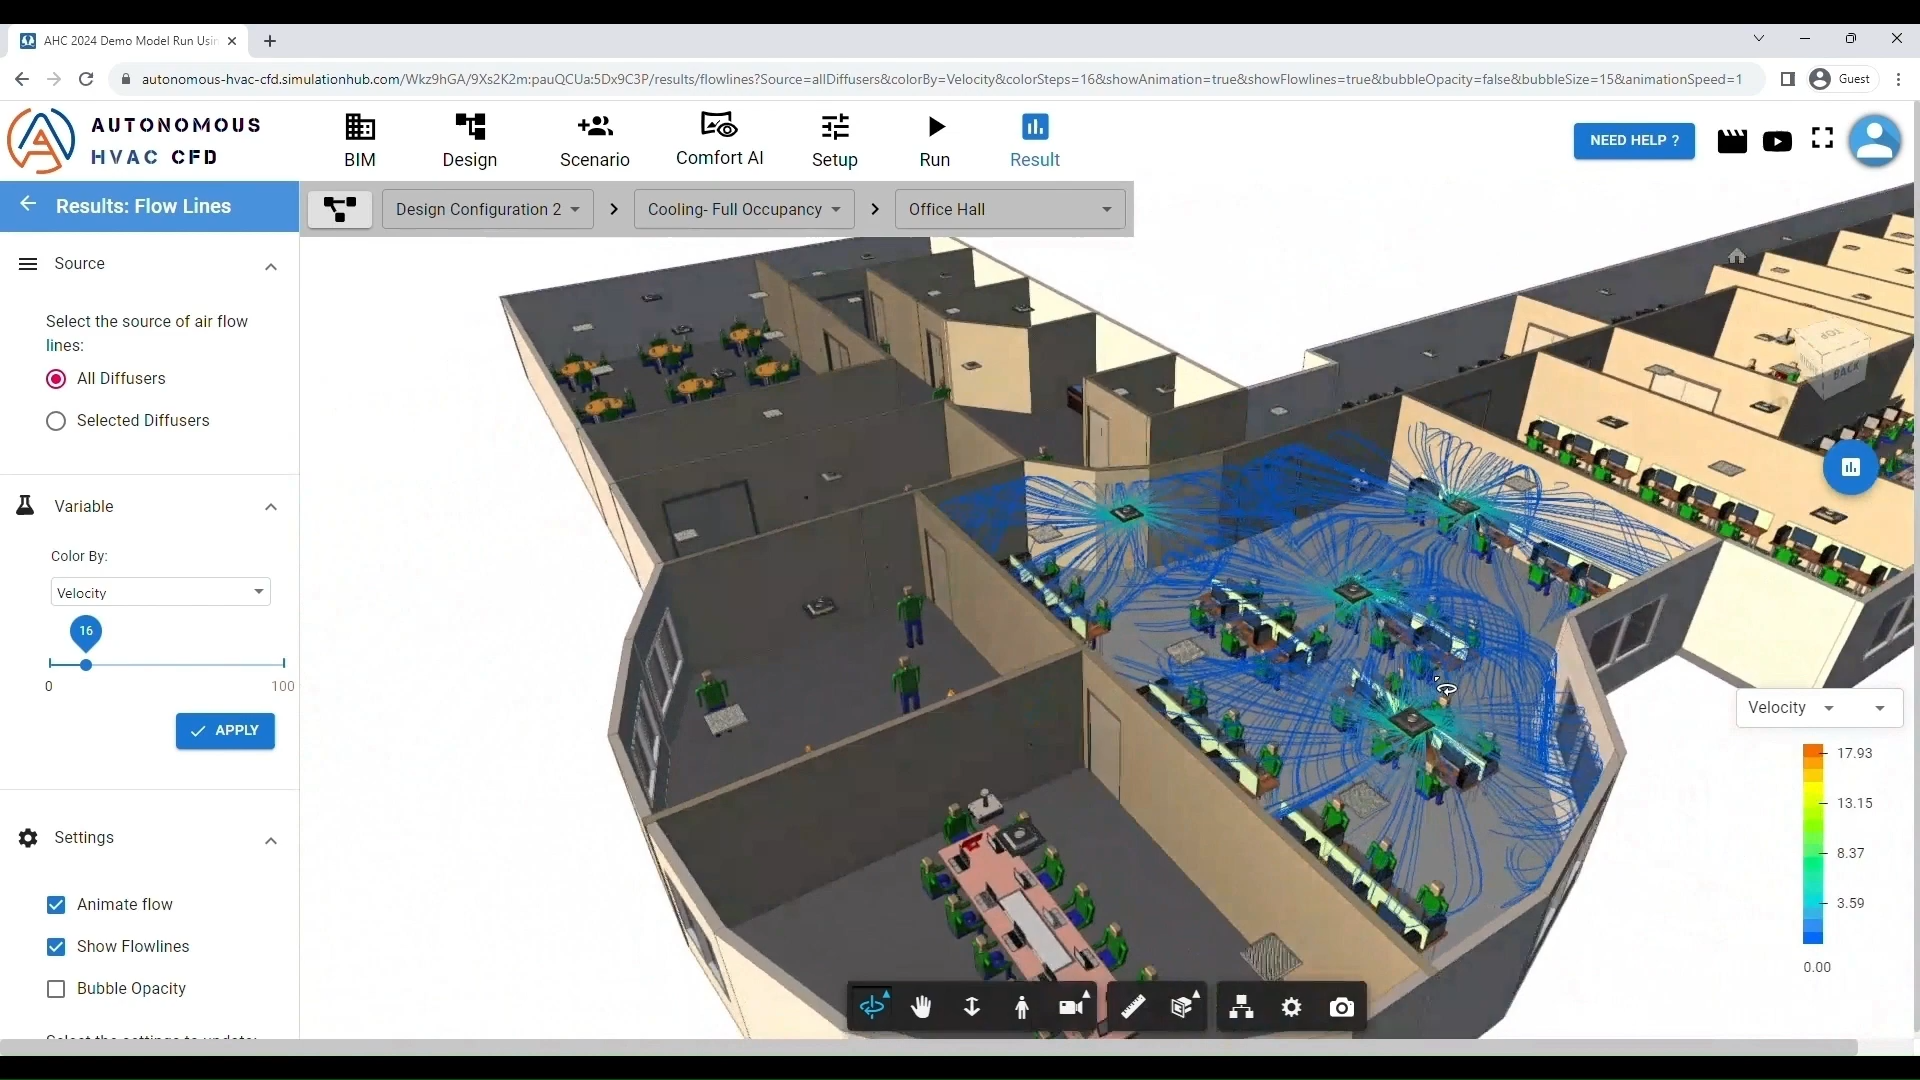 AHC 2024 Demo Model Run Usin
autonomous-hvac-cfd.simulationhub.com/Wkz9hGA/9Xs2K2m:pauQCUa:5Dx9C3P/results/flowlines?Source=allDiffusers&colorBy=Velocity&colorSteps=16&showAnimation=true&showFlowlines=true&bubbleOpacity=false&bubbleSize=15&animationSpeed=1
Guest
AUTONOMOUS
HVAC CFD
BIM
Design
Scenario
Comfort AI
Setup
Run
Result
NEED HELP ?
Results: Flow Lines
Design Configuration 2
Cooling- Full Occupancy
Office Hall
Source
Select the source of air flow
lines:
All Diffusers
Selected Diffusers
Variable
Color By:
Velocity
16
0
100
APPLY
Settings
Animate flow
Show Flowlines
Bubble Opacity
TOP
BACK
Velocity
17.93
13.15
8.37
3.59
0.00